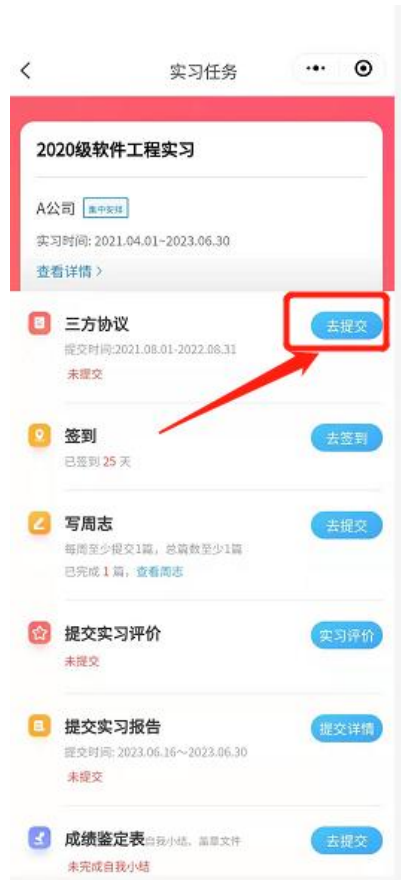 实习任务
2020级软件工程实习
A公司 集中安排
实习时间: 2021.04.01~2023.06.30
查看详情 >
三方协议
去提交
提交时间:2021.08.01-2022.08.31
未提交
签到
去签到
已签到 25 天
写周志
去提交
每周至少提交1篇，总篇数至少1篇
已完成 1 篇，查看周志
提交实习评价
实习评价
未提交
提交实习报告
提交详情
提交时间: 2023.06.16～2023.06.30
未提交
成绩鉴定表 自我小结、盖章文件
去提交
未完成自我小结